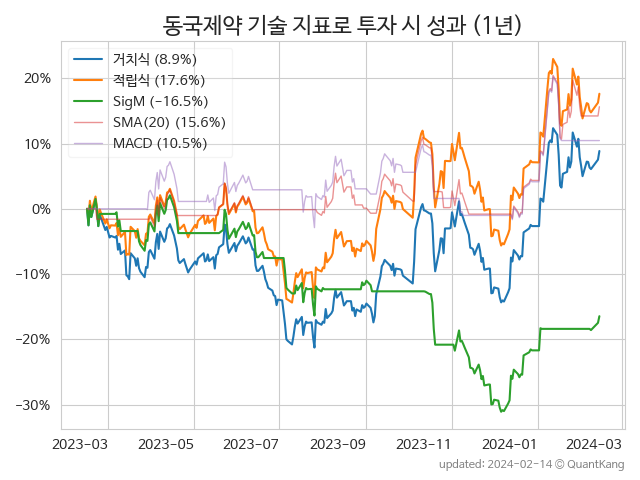 동국제약 기술 지표로 투자 시 성과 (1년)
거치식 (8.9%)
적립식 (17.6%)
SigM (−16.5%)
SMA(20) (15.6%)
MACD (10.5%)
20%
10%
0%
−10%
−20%
−30%
2023-03 2023-05 2023-07 2023-09 2023-11 2024-01 2024-03
updated: 2024-02-14 © QuantKang